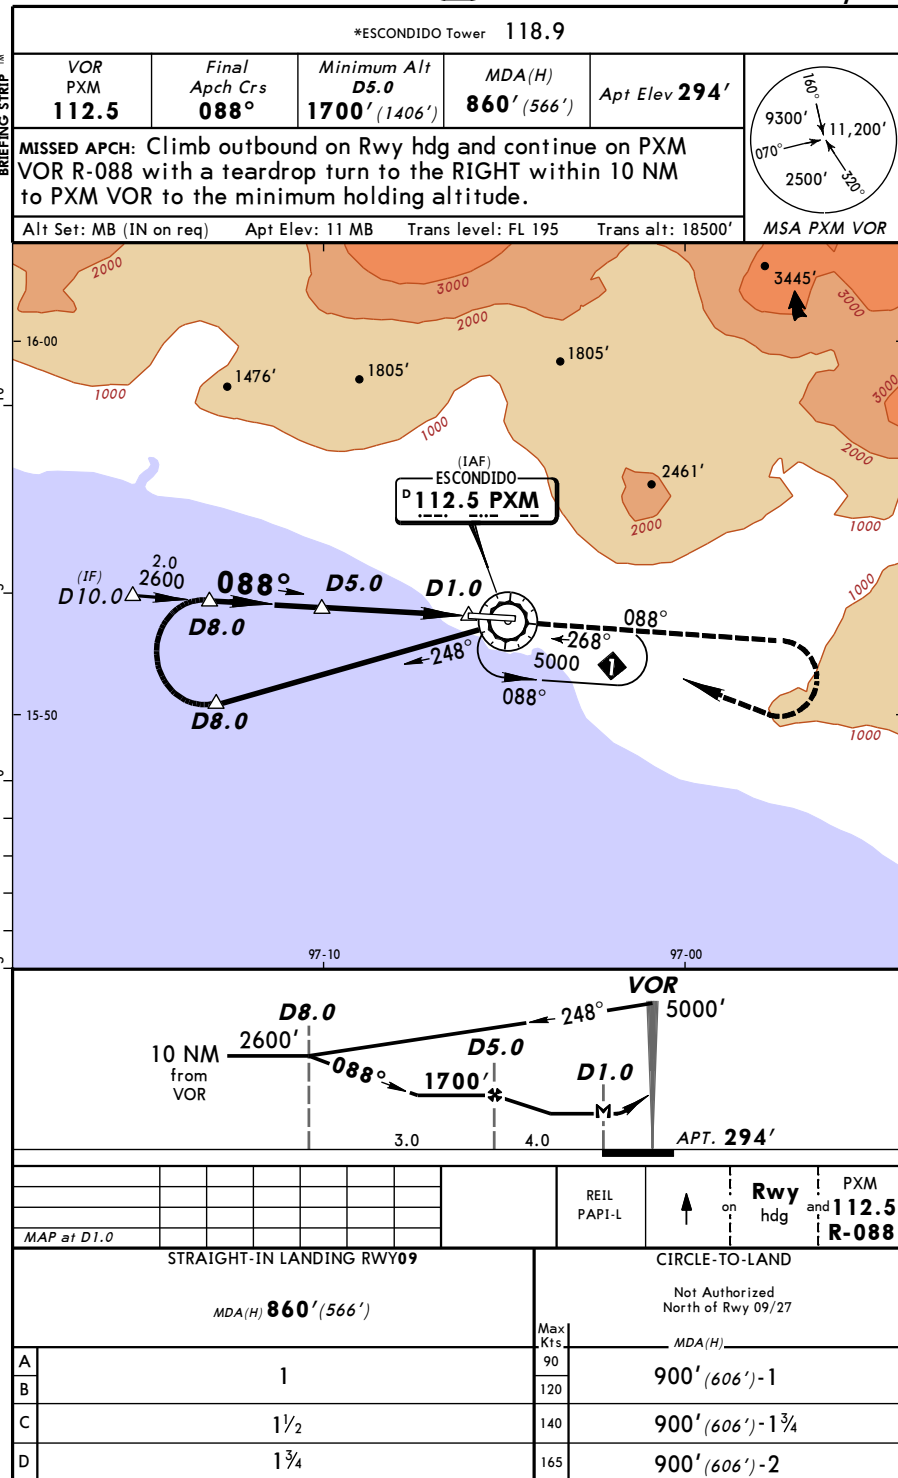 *ESCONDIDO Tower 118.9
BRIEFING STRIP TM
VOR
PXM
112.5
Final
Apch Crs
088°
Minimum Alt
D5.0
1700' (1406')
MDA(H)
860' (566')
Apt Elev 294'
MISSED APCH: Climb outbound on Rwy hdg and continue on PXM
VOR R-088 with a teardrop turn to the RIGHT within 10 NM
to PXM VOR to the minimum holding altitude.
Alt Set: MB (IN on req) Apt Elev: 11 MB Trans level: FL 195 Trans alt: 18500'
160°
9300'
11,200'
070°
2500'
320°
MSA PXM VOR
2000
3000
2000
3445'
3000
16-00
1476'
1805'
1805'
3000
1000
1000
2000
(IAF)
ESCONDIDO
D 112.5 PXM
2461'
2000
1000
(IF)
D10.0
2.0
2600
088°
D5.0
D1.0
D8.0
1000
088°
268°
248°
5000
1
088°
D8.0
15-50
1000
97-10
97-00
VOR
D8.0
248°
5000'
2600'
10 NM
from
VOR
D5.0
088°
1700'
D1.0
M
3.0
4.0
APT. 294'
MAP at D1.0
REIL
PAPI-L
on
Rwy
hdg
and
PXM
112.5
R-088
STRAIGHT-IN LANDING RWY09
MDA(H) 860' (566')
CIRCLE-TO-LAND
Not Authorized
North of Rwy 09/27
Max
Kts
MDA(H)
A
B
1
90
120
900' (606')-1
C
1½
140
900' (606')-1¾
D
1¾
165
900' (606')-2